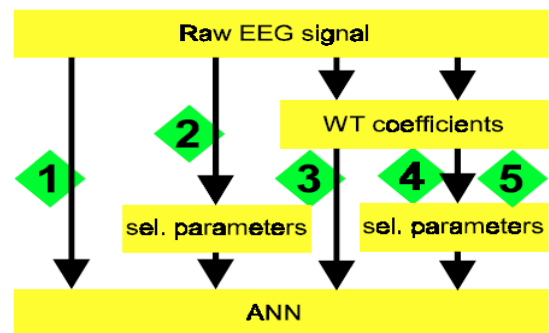 Raw EEG signal
WT coefficients
1
2
3
4
5
sel. parameters
sel. parameters
ANN